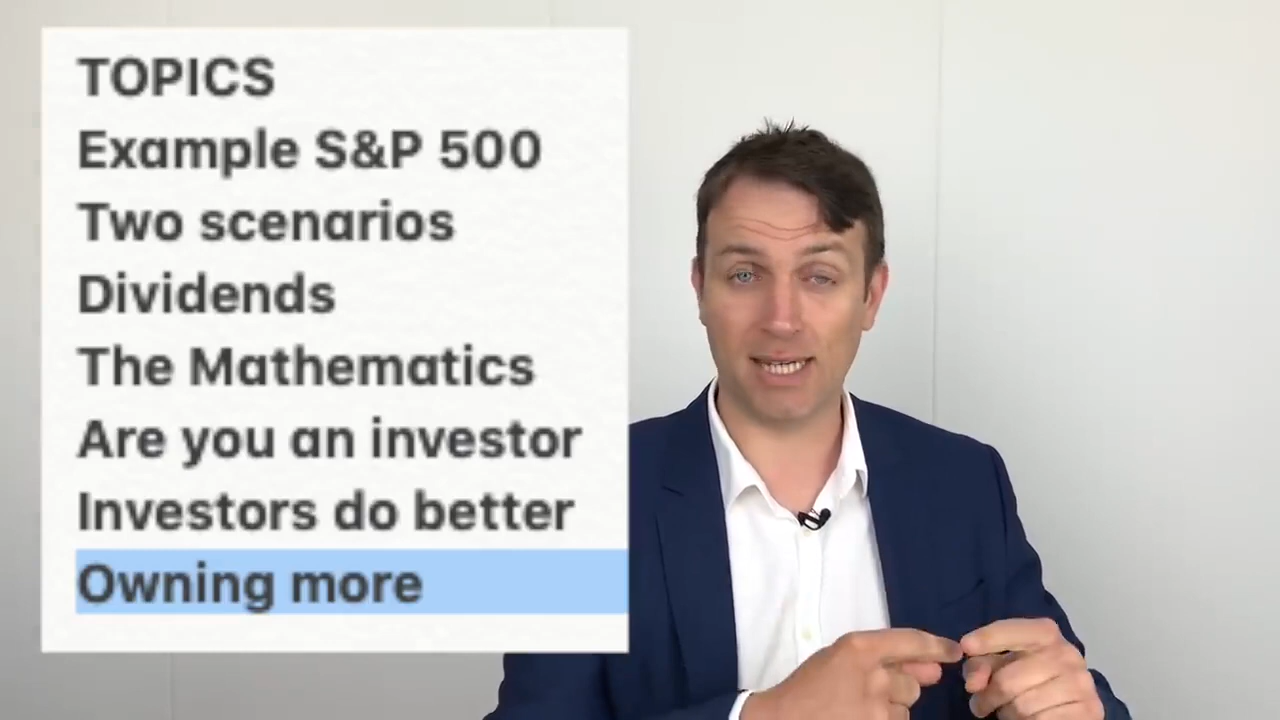 TOPICS
Example S&P 500
Two scenarios
Dividends
The Mathematics
Are you an investor
Investors do better
Owning more